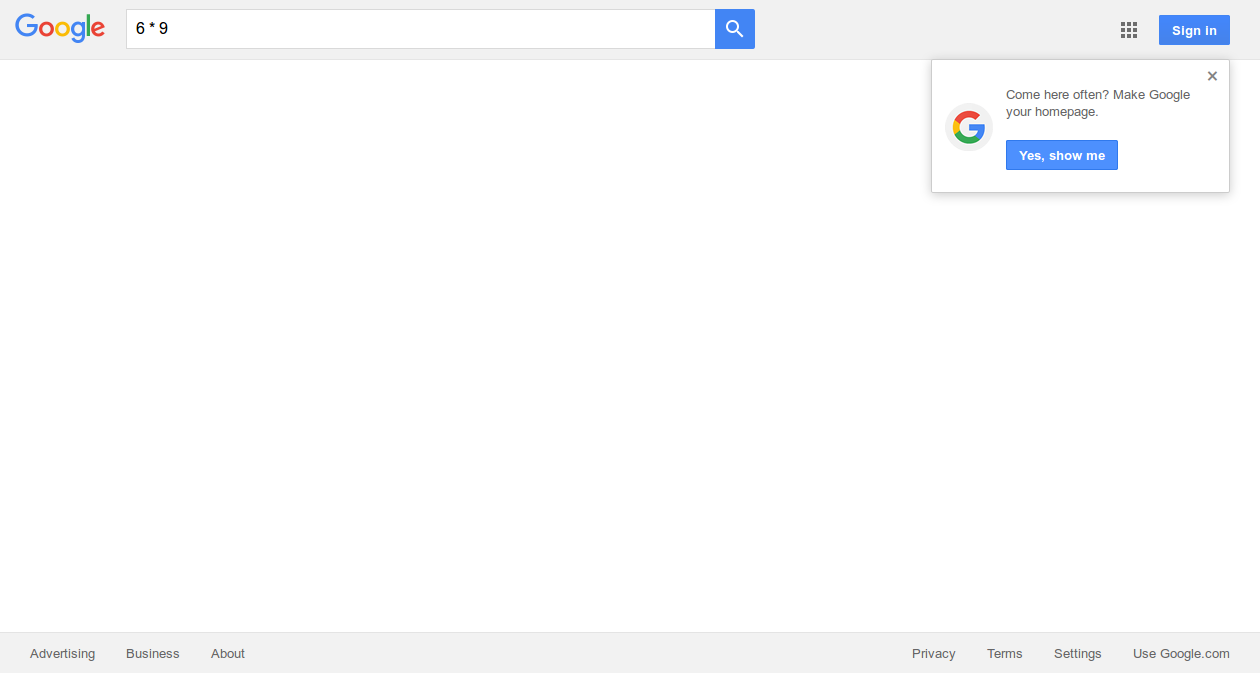 Google
6 * 9
Sign in
Come here often? Make Google
your homepage.
Yes, show me
Advertising
Business
About
Privacy
Terms
Settings
Use Google.com